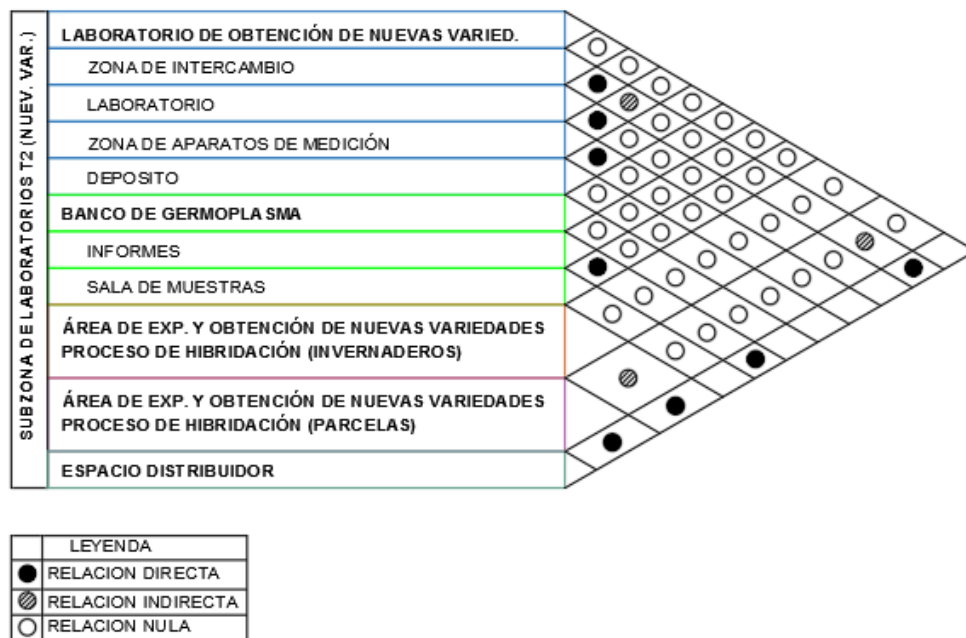 SUBZONA DE LABORATORIOS T2 (NUEV. VAR.)
LABORATORIO DE OBTENCIÓN DE NUEVAS VARIED.
ZONA DE INTERCAMBIO
LABORATORIO
ZONA DE APARATOS DE MEDICIÓN
DEPOSITO
BANCO DE GERMOPLASMA
INFORMES
SALA DE MUESTRAS
ÁREA DE EXP. Y OBTENCIÓN DE NUEVAS VARIEDADES
PROCESO DE HIBRIDACIÓN (INVERNADEROS)
ÁREA DE EXP. Y OBTENCIÓN DE NUEVAS VARIEDADES
PROCESO DE HIBRIDACIÓN (PARCELAS)
ESPACIO DISTRIBUIDOR
LEYENDA
RELACION DIRECTA
RELACION INDIRECTA
RELACION NULA